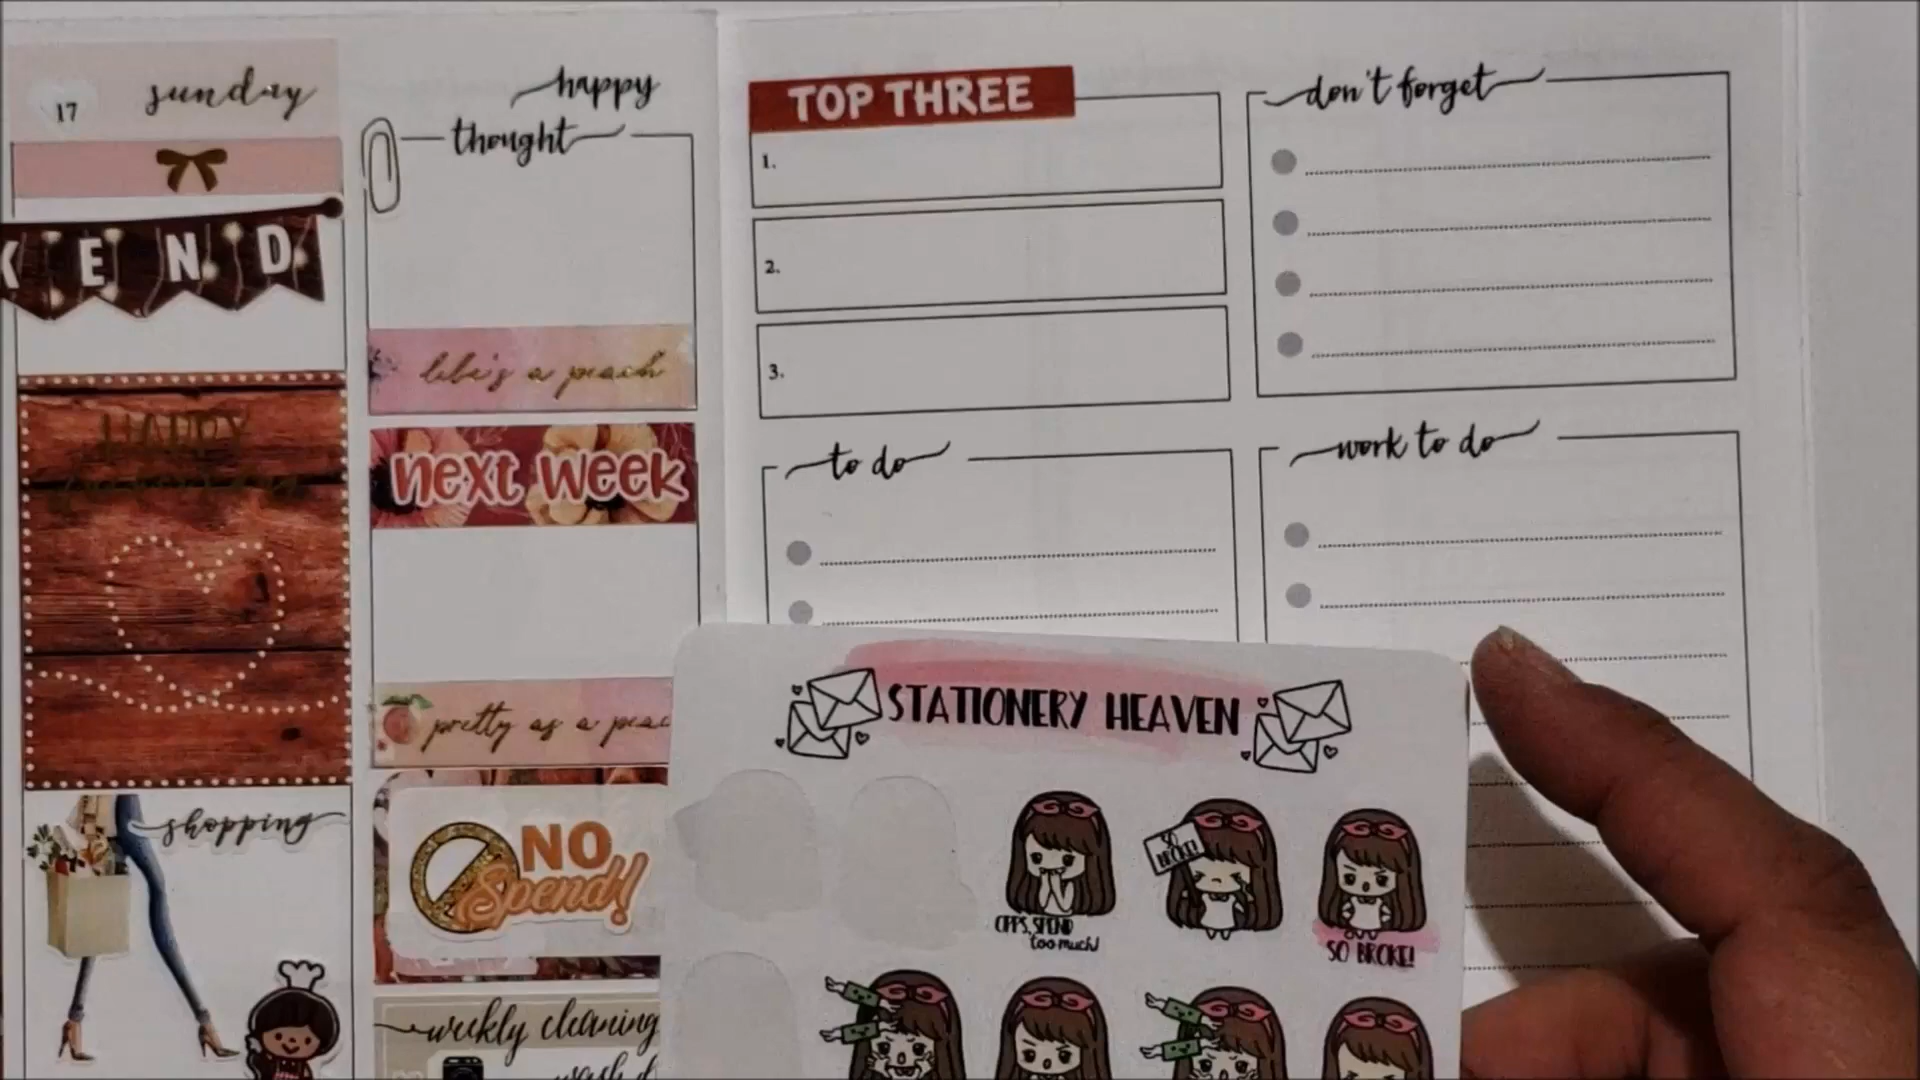 17
sunday
K E N D
HAPPY
shopping
happy
thought
life's a peach
next week
pretty as a peac
NO
Spend!
weekly cleaning
TOP THREE
1.
2.
3.
don't forget
to do
work to do
STATIONERY HEAVEN
OPPS, SPEND
too much!
SO
BROKE!
SO BROKE!